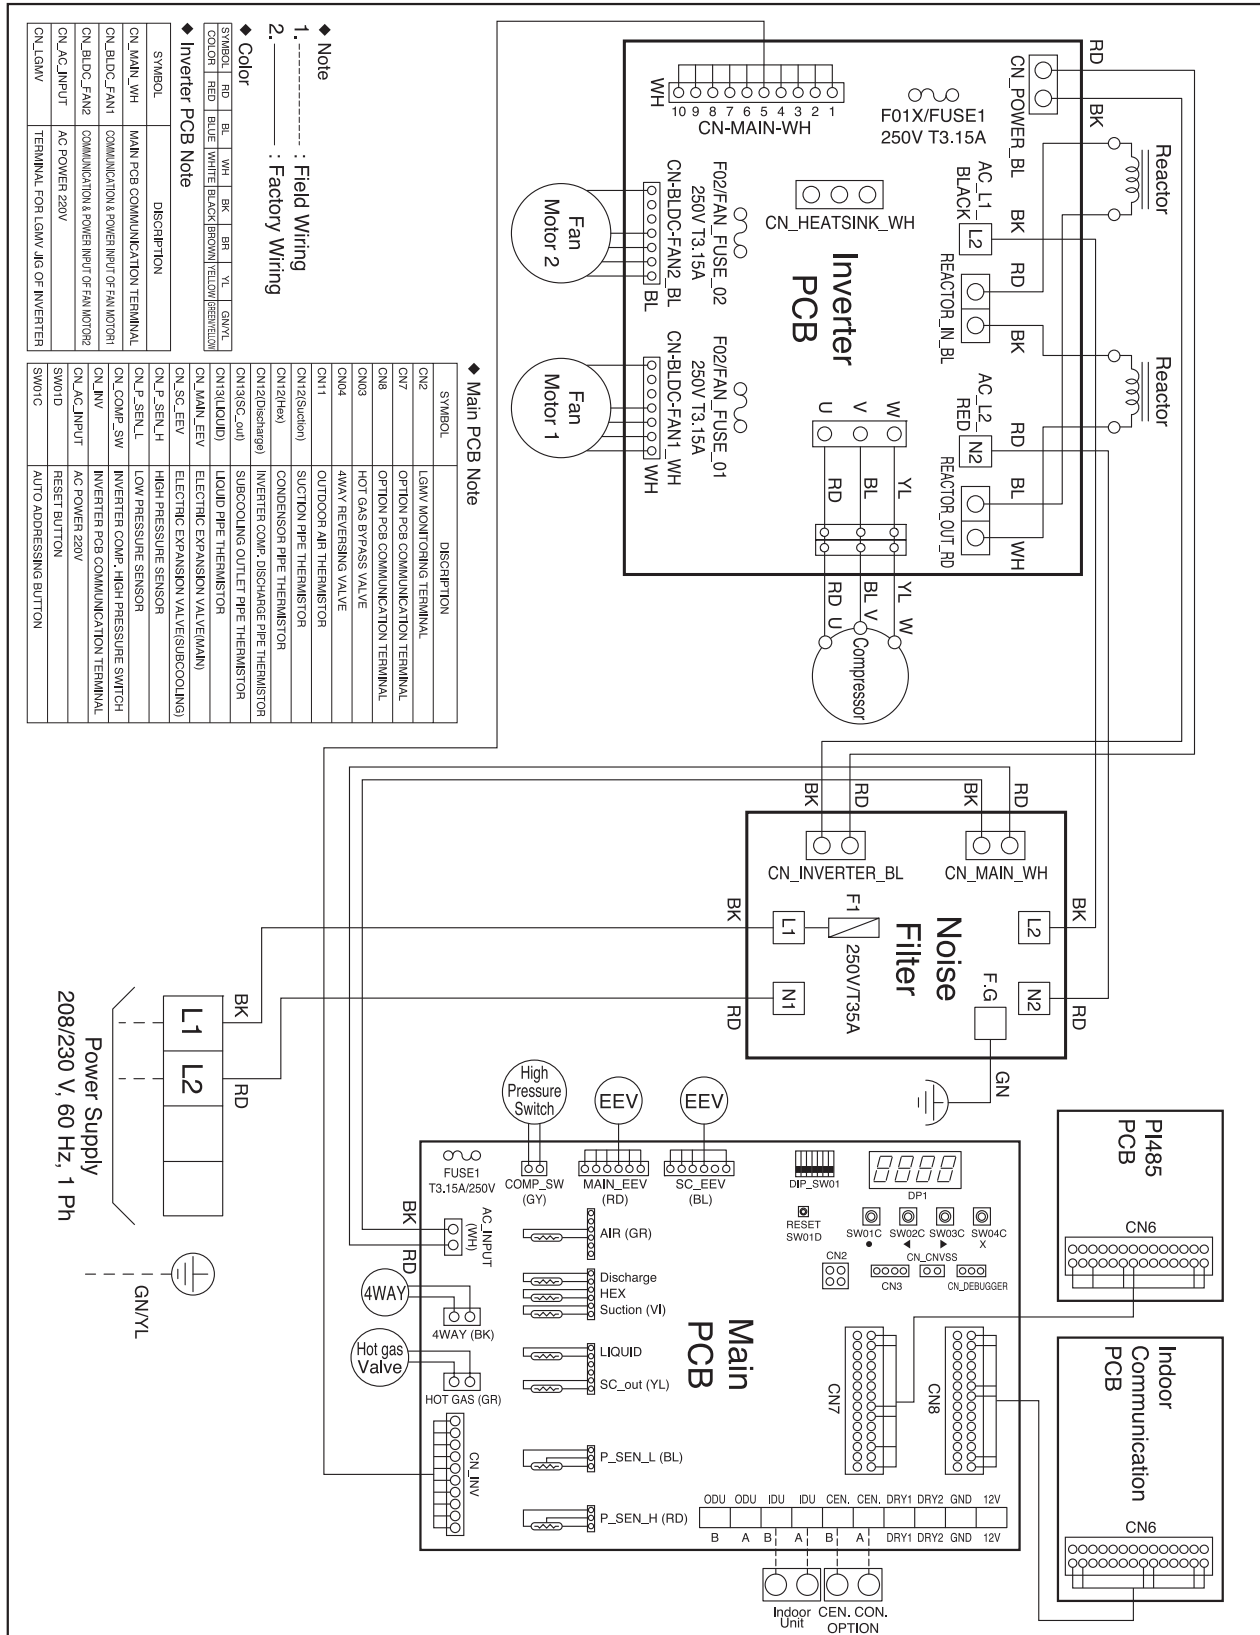 Reactor
Reactor
RD
BK
CN_POWER_BL
F01X/FUSE1
250V T3.15A
1
2
3
4
5
6
7
8
9
10
WH
CN-MAIN-WH
CN_HEATSINK_WH
Inverter
PCB
AC_L1_
BLACK
L2
BK
RD
REACTOR_IN_BL
BK
AC_L2_
RED
N2
RD
BL
REACTOR_OUT_RD
WH
F02/FAN_FUSE_02
250V T3.15A
CN-BLDC-FAN2_BL
BL
Fan
Motor 2
F02/FAN_FUSE_01
250V T3.15A
CN-BLDC-FAN1_WH
WH
Fan
Motor 1
U
V
W
RD
BL
YL
RD
BL
YL
U
V
W
Compressor
◆ Note
1.---------- : Field Wiring
2.———— : Factory Wiring
◆ Color
SYMBOL RD BL WH BK BR YL GN/YL
COLOR RED BLUE WHITE BLACK BROWN YELLOW GREEN/YELLOW
◆ Inverter PCB Note
SYMBOL DISCRIPTION
CN_MAIN_WH MAIN PCB COMMUNICATION TERMINAL
CN_BLDC_FAN1 COMMUNICATION & POWER INPUT OF FAN MOTOR1
CN_BLDC_FAN2 COMMUNICATION & POWER INPUT OF FAN MOTOR2
CN_AC_INPUT AC POWER 220V
CN_LGMV TERMINAL FOR LGMV JIG OF INVERTER
◆ Main PCB Note
SYMBOL DISCRIPTION
CN2 LGMV MONITORING TERMINAL
CN7 OPTION PCB COMMUNICATION TERMINAL
CN8 OPTION PCB COMMUNICATION TERMINAL
CN03 HOT GAS BYPASS VALVE
CN04 4WAY REVERSING VALVE
CN11 OUTDOOR AIR THERMISTOR
CN12(Suction) SUCTION PIPE THERMISTOR
CN12(Hex) CONDENSOR PIPE THERMISTOR
CN12(Discharge) INVERTER COMP. DISCHARGE PIPE THERMISTOR
CN13(SC_out) SUBCOOLING OUTLET PIPE THERMISTOR
CN13(LIQUID) LIQUID PIPE THERMISTOR
CN_MAIN_EEV ELECTRIC EXPANSION VALVE(MAIN)
CN_SC_EEV ELECTRIC EXPANSION VALVE(SUBCOOLING)
CN_P_SEN_H HIGH PRESSURE SENSOR
CN_P_SEN_L LOW PRESSURE SENSOR
CN_COMP_SW INVERTER COMP. HIGH PRESSURE SWITCH
CN_INV INVERTER PCB COMMUNICATION TERMINAL
CN_AC_INPUT AC POWER 220V
SW01D RESET BUTTON
SW01C AUTO ADDRESSING BUTTON
BK
RD
BK
RD
CN_INVERTER_BL
CN_MAIN_WH
BK
L1
F1
250V/T35A
Noise
Filter
L2
BK
N1
RD
F.G
N2
RD
GN
L1
L2
BK
RD
Power Supply
208/230 V, 60 Hz, 1 Ph
GN/YL
High
Pressure
Switch
EEV
EEV
FUSE1
T3.15A/250V
COMP_SW
(GY)
MAIN_EEV
(RD)
SC_EEV
(BL)
DIP_SW01
DP1
RESET
SW01D
SW01C
SW02C
SW03C
SW04C
● ◀ ▶ X
CN2
CN3
CN_CNVSS
CN_DEBUGGER
BK
RD
AC_INPUT
(WH)
AIR (GR)
Discharge
HEX
Suction (VI)
LIQUID
SC_out (YL)
P_SEN_L (BL)
P_SEN_H (RD)
4WAY
4WAY (BK)
Hot gas
Valve
HOT GAS (GR)
CN_INV
Main
PCB
CN7
CN8
ODU ODU IDU IDU CEN. CEN. DRY1 DRY2 GND 12V
B A B A B A DRY1 DRY2 GND 12V
Indoor
Unit
CEN. CON.
OPTION
PI485
PCB
CN6
Indoor
Communication
PCB
CN6